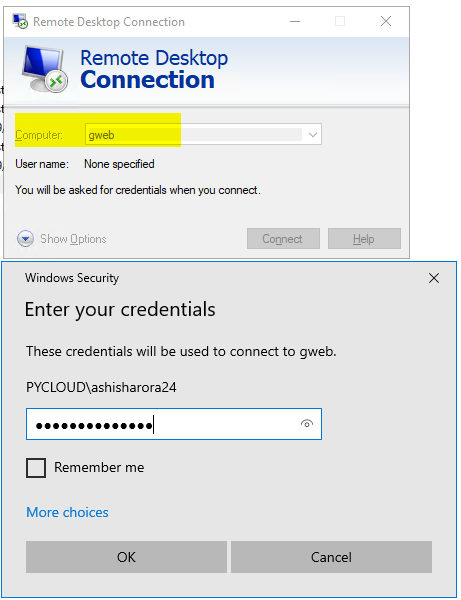 Remote Desktop Connection
Remote Desktop
Connection
Computer:
gweb
User name:
None specified
You will be asked for credentials when you connect.
Show Options
Connect
Help
Windows Security
Enter your credentials
These credentials will be used to connect to gweb.
PYCLOUD\ashisharora24
●●●●●●●●●●●●●●
Remember me
More choices
OK
Cancel